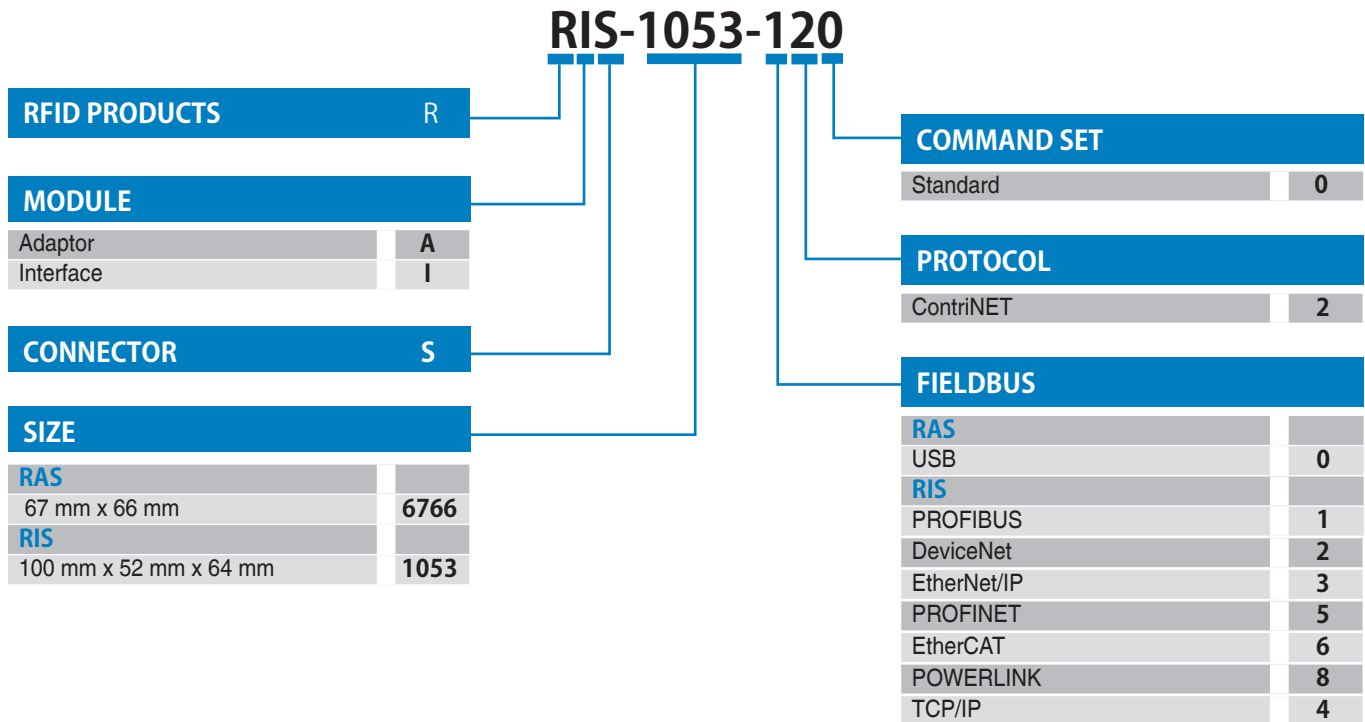 RIS-1053-120
RFID PRODUCTS R
MODULE
Adaptor A
Interface I
CONNECTOR S
SIZE
RAS
67 mm x 66 mm 6766
RIS
100 mm x 52 mm x 64 mm 1053
COMMAND SET
Standard 0
PROTOCOL
ContriNET 2
FIELDBUS
RAS
USB 0
RIS
PROFIBUS 1
DeviceNet 2
EtherNet/IP 3
PROFINET 5
EtherCAT 6
POWERLINK 8
TCP/IP 4